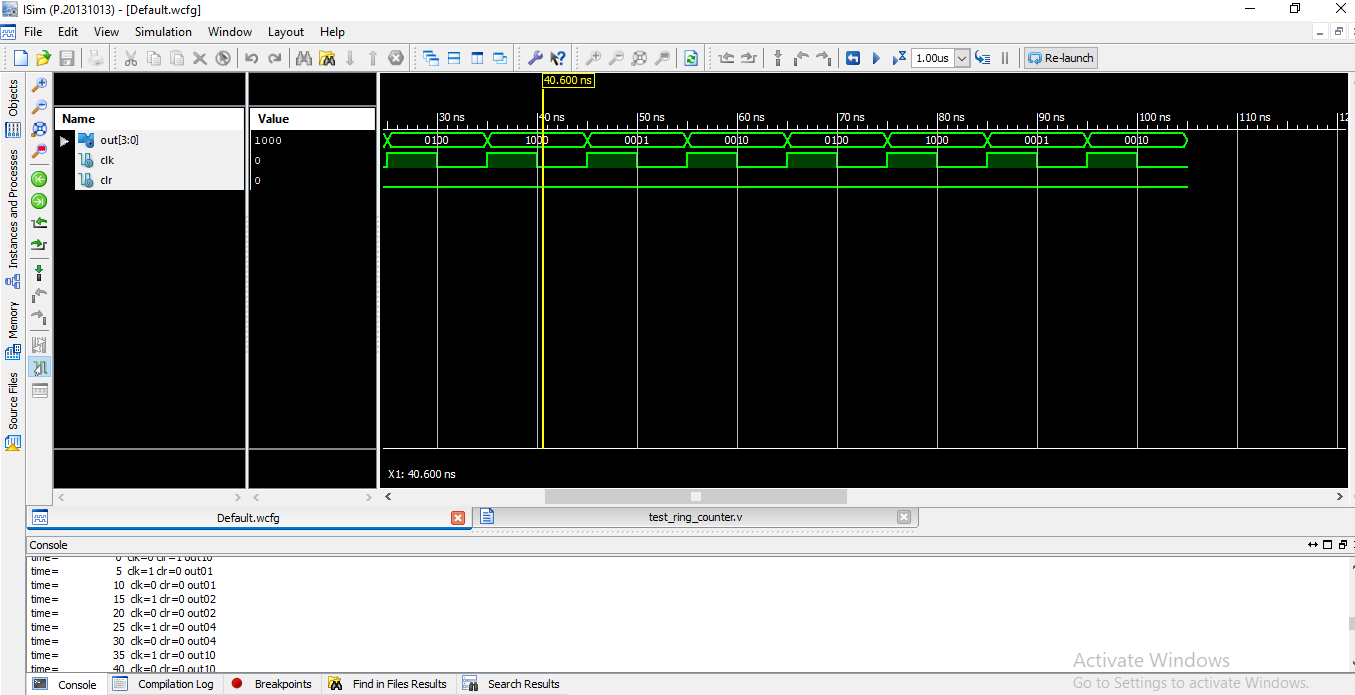 ISim (P.20131013) - [Default.wcfg]
File Edit View Simulation Window Layout Help
1.00us Re-launch
Objects
Instances and Processes
Memory
Source Files
40.600 ns
Name Value
30 ns 40 ns 50 ns 60 ns 70 ns 80 ns 90 ns 100 ns 110 ns 12
out[3:0] 1000 0100 1000 0001 0010 0100 1000 0001 0010
clk 0
clr 0
X1: 40.600 ns
Default.wcfg test_ring_counter.v
Console
time= 0 clk=0 clr=1 out10
time= 5 clk=1 clr=0 out01
time= 10 clk=0 clr=0 out01
time= 15 clk=1 clr=0 out02
time= 20 clk=0 clr=0 out02
time= 25 clk=1 clr=0 out04
time= 30 clk=0 clr=0 out04
time= 35 clk=1 clr=0 out10
time= 40 clk=0 clr=0 out10
Activate Windows
Go to Settings to activate Windows.
Console Compilation Log Breakpoints Find in Files Results Search Results